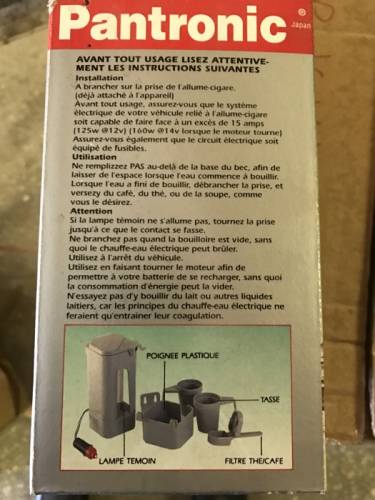 Pantronic
® Japan
AVANT TOUT USAGE LISEZ ATTENTIVE-
MENT LES INSTRUCTIONS SUIVANTES
Installation
A brancher sur la prise de l'allume-cigare.
(déjà attaché à l'appareil)
Avant tout usage, assurez-vous que le système
électrique de votre véhicule relié à l'allume-cigare
soit capable de faire face à un excés de 15 amps
(125w @12v) (160w @14v lorsque le moteur tourne)
Assurez-vous également que le circuit électrique soit
équipé de fusibles.
Utilisation
Ne remplizez PAS au-delà de la base du bec, afin de
laisser de l'espace lorsque l'eau commence à bouillir.
Lorsque l'eau a fini de bouillir, débrancher la prise, et
versezy du café, du thé, ou de la soupe, comme
vous le désirez.
Attention
Si la lampe témoin ne s'allume pas, tournez la prise
jusqu'à ce que le contact se fasse.
Ne branchez pas quand la bouilloire est vide, sans
quoi le chauffe-eau électrique peut brûler.
Utilisez à l'arrêt du véhicule.
Utilisez en faisant tourner le moteur afin de
permettre à votre batterie de se recharger, sans quoi
la consommation d'énergie peut la vider.
N'essayez pas d'y bouillir du lait ou autres liquides
laitiers, car les principes du chauffe-eau électrique ne
feraient qu'entrainer leur coagulation.
POIGNEE PLASTIQUE
TASSE
LAMPE TEMOIN
FILTRE THE/CAFE